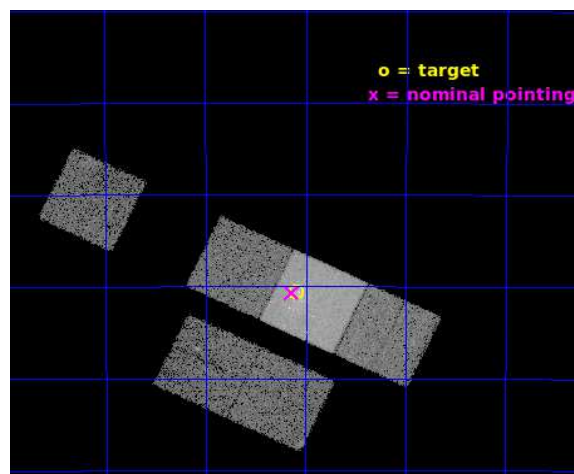 o = target
x = nominal pointing